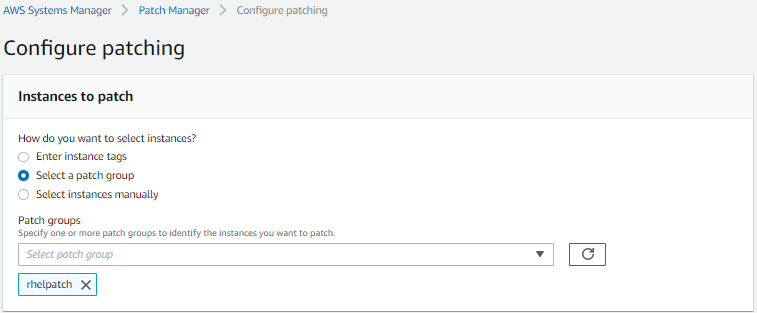 AWS Systems Manager > Patch Manager > Configure patching
Configure patching
Instances to patch
How do you want to select instances?
Enter instance tags
Select a patch group
Select instances manually
Patch groups
Specify one or more patch groups to identify the instances you want to patch.
Select patch group
rhelpatch